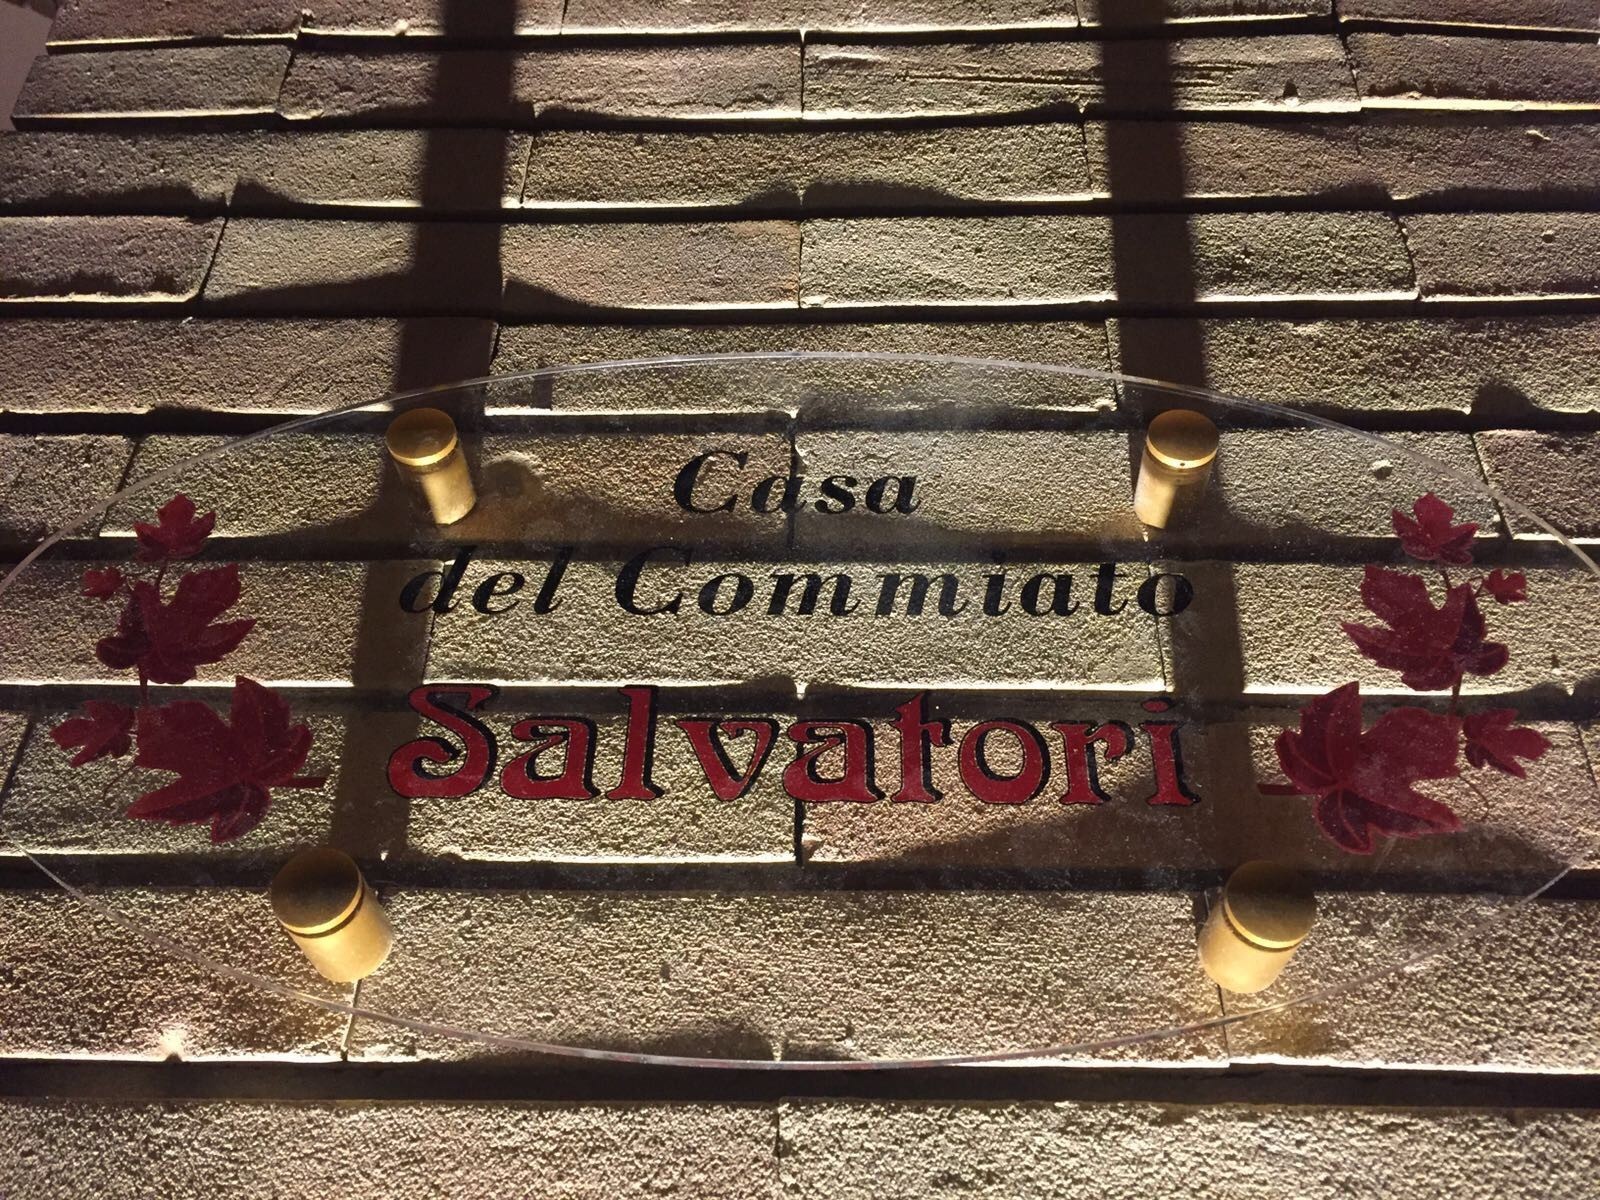 Casa
del Commiato
Salvatori